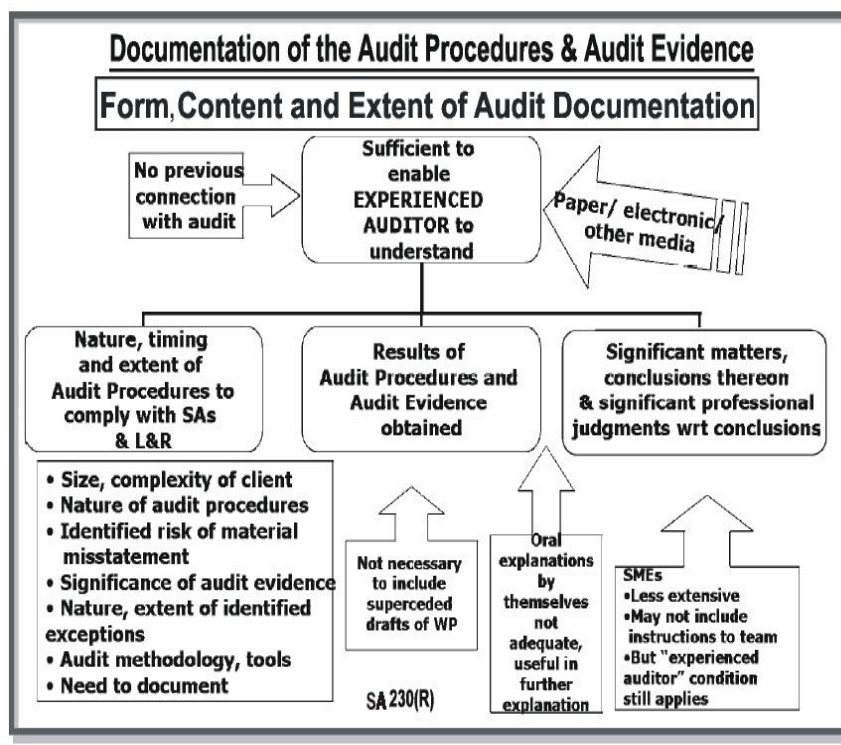 Documentation of the Audit Procedures & Audit Evidence
Form, Content and Extent of Audit Documentation
No previous
connection
with audit
Sufficient to
enable
EXPERIENCED
AUDITOR to
understand
Paper/ electronic/
other media
Nature, timing
and extent of
Audit Procedures to
comply with SAs
& L&R
Results of
Audit Procedures and
Audit Evidence
obtained
Significant matters,
conclusions thereon
& significant professional
judgments wrt conclusions
• Size, complexity of client
• Nature of audit procedures
• Identified risk of material
misstatement
• Significance of audit evidence
• Nature, extent of identified
exceptions
• Audit methodology, tools
• Need to document
Not necessary
to include
superceded
drafts of WP
Oral
explanations
by
themselves
not
adequate,
useful in
further
explanation
SMEs
•Less extensive
•May not include
instructions to team
•But "experienced
auditor" condition
still applies
SA 230(R)